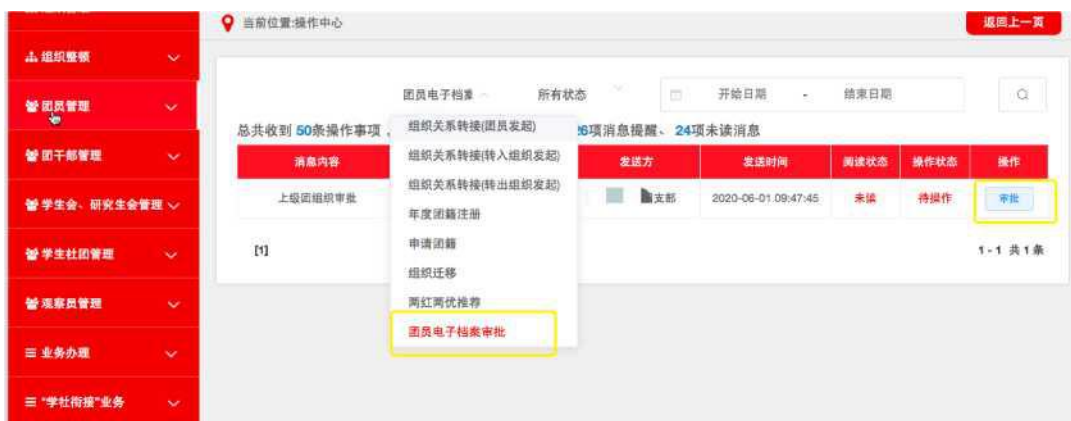 当前位置:操作中心
返回上一页
组织整顿
团员管理
团干部管理
学生会、研究生会管理
学生社团管理
观察员管理
业务办理
"学社衔接"业务
团员电子档案
所有状态
开始日期 - 结束日期
总共收到 50条操作事项
26项消息提醒、 24项未读消息
消息内容 发送方 发送时间 阅读状态 操作状态 操作
上级团组织审批 支部 2020-06-01 09:47:45 未读 待操作 审批
[1]
1-1 共1条
组织关系转接(团员发起)
组织关系转接(转入组织发起)
组织关系转接(转出组织发起)
年度团籍注册
申请团籍
组织迁移
两红两优推荐
团员电子档案审批